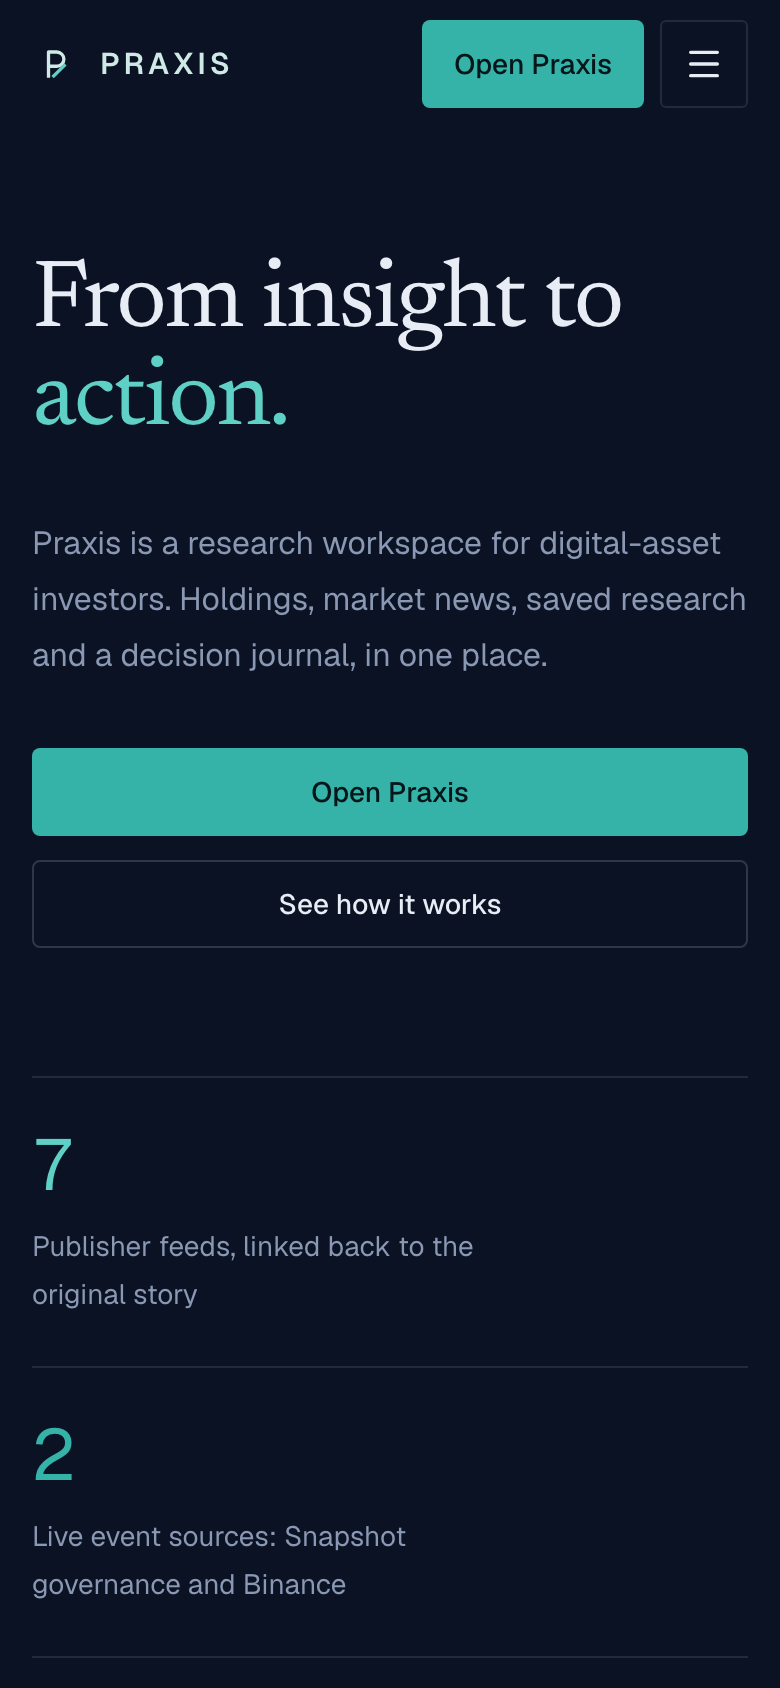 PRAXIS
Open Praxis
From insight to
action.
Praxis is a research workspace for digital-asset
investors. Holdings, market news, saved research
and a decision journal, in one place.
Open Praxis
See how it works
7
Publisher feeds, linked back to the
original story
2
Live event sources: Snapshot
governance and Binance